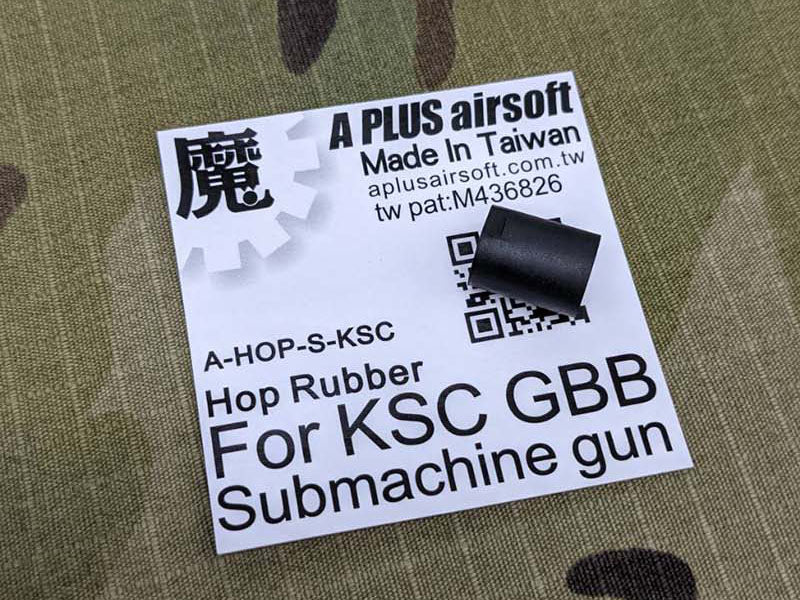 魔
A PLUS airsoft
Made In Taiwan
aplusairsoft.com.tw
tw pat:M436826
A-HOP-S-KSC
Hop Rubber
For KSC GBB
Submachine gun